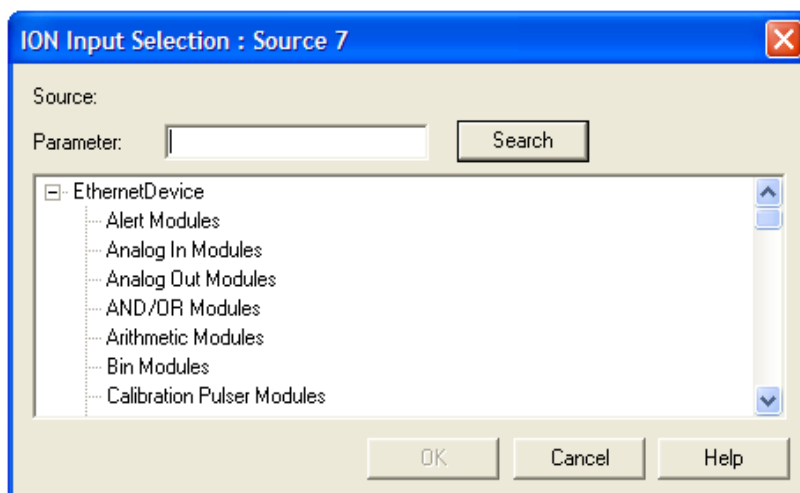 ION Input Selection : Source 7
Source:
Parameter:
Search
EthernetDevice
Alert Modules
Analog In Modules
Analog Out Modules
AND/OR Modules
Arithmetic Modules
Bin Modules
Calibration Pulser Modules
OK Cancel Help